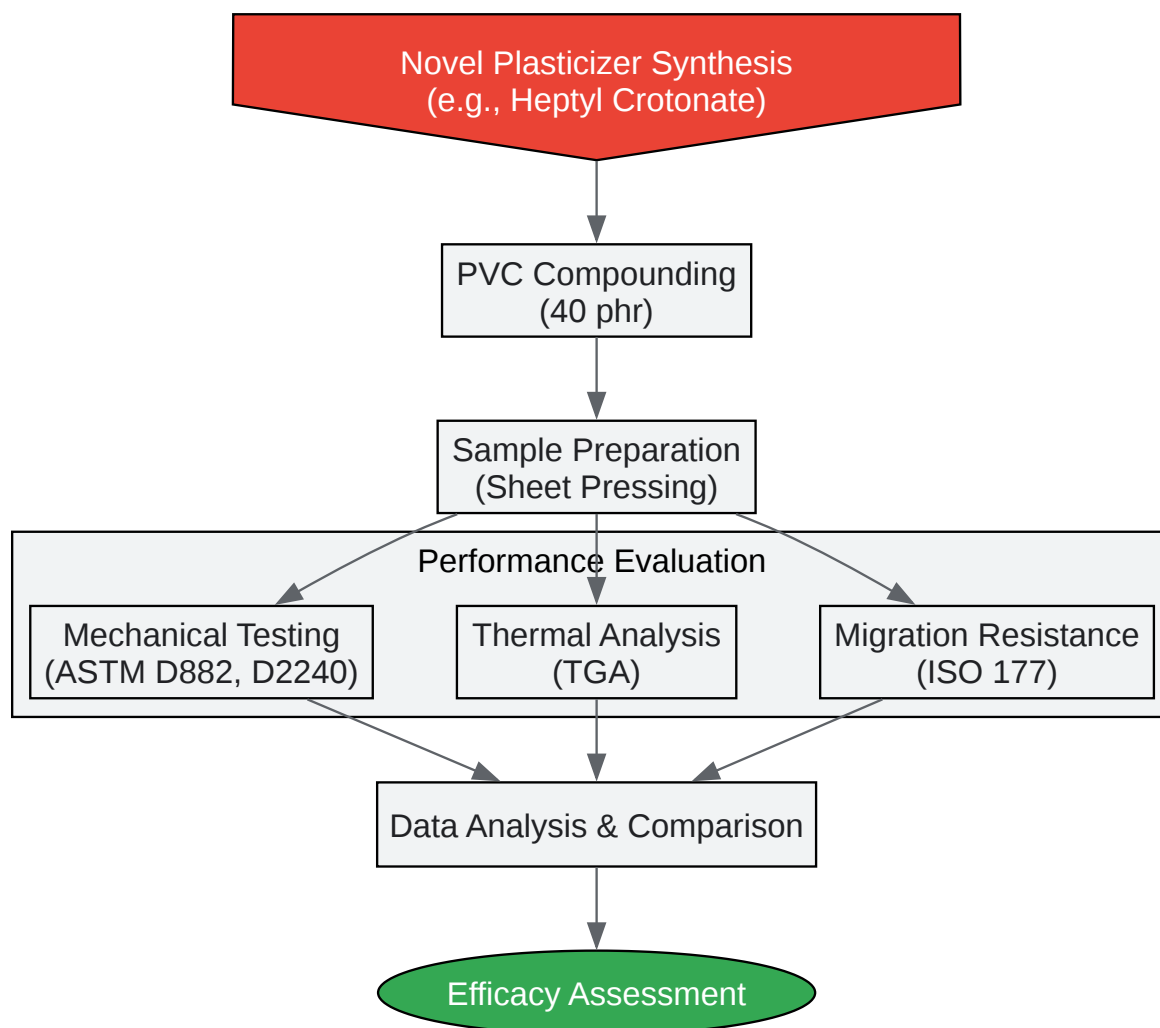 Novel Plasticizer Synthesis
(e.g., Heptyl Crotonate)
PVC Compounding
(40 phr)
Sample Preparation
(Sheet Pressing)
Performance Evaluation
Mechanical Testing
(ASTM D882, D2240)
Thermal Analysis
(TGA)
Migration Resistance
(ISO 177)
Data Analysis & Comparison
Efficacy Assessment